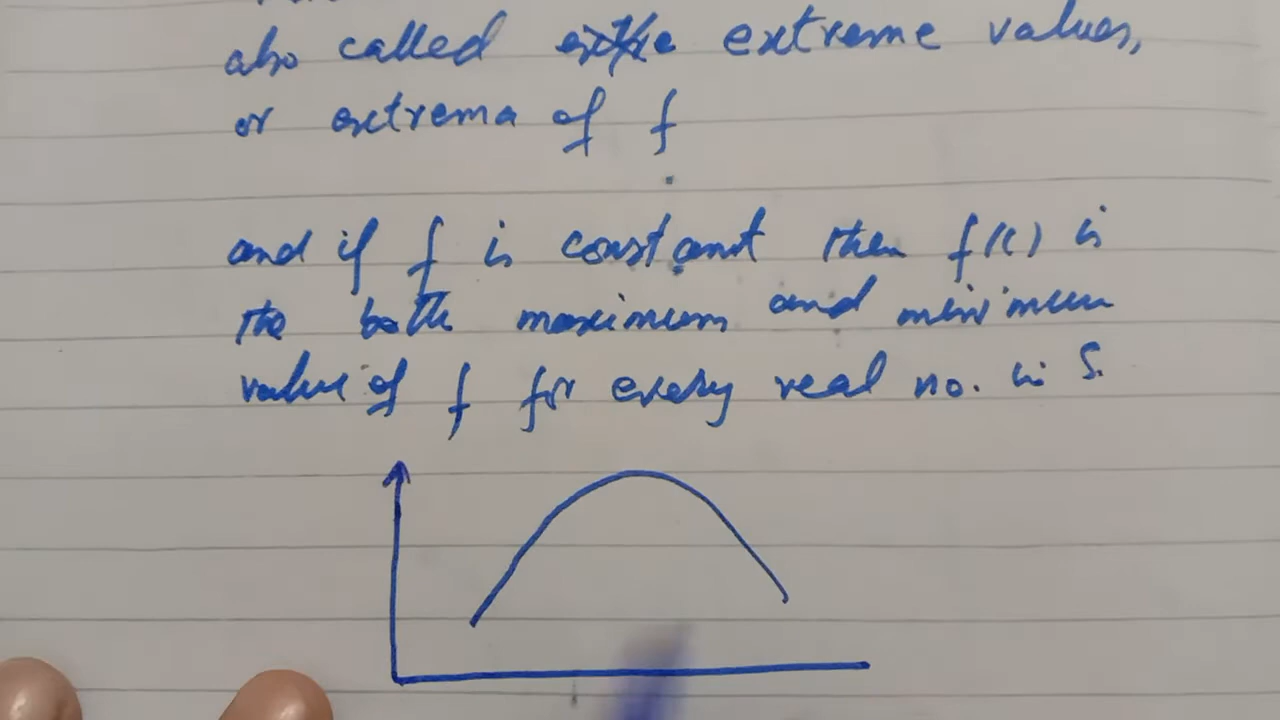 also called extreme values,
or extrema of f
and if f is constant then f(c) is
the both maximum and minimum
value of f for every real no. in S.